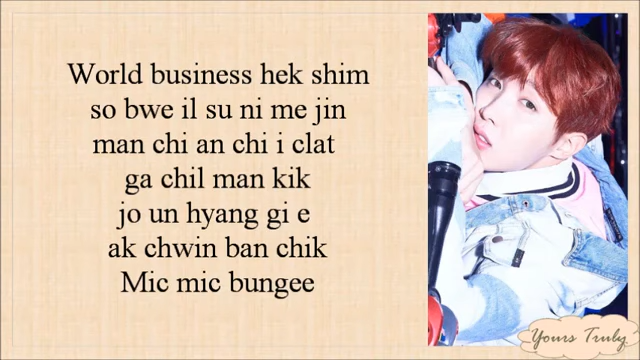 World business hek shim
so bwe il su ni me jin
man chi an chi i clat
ga chil man kik
jo un hyang gi e
ak chwin ban chik
Mic mic bungee
Yours Truly